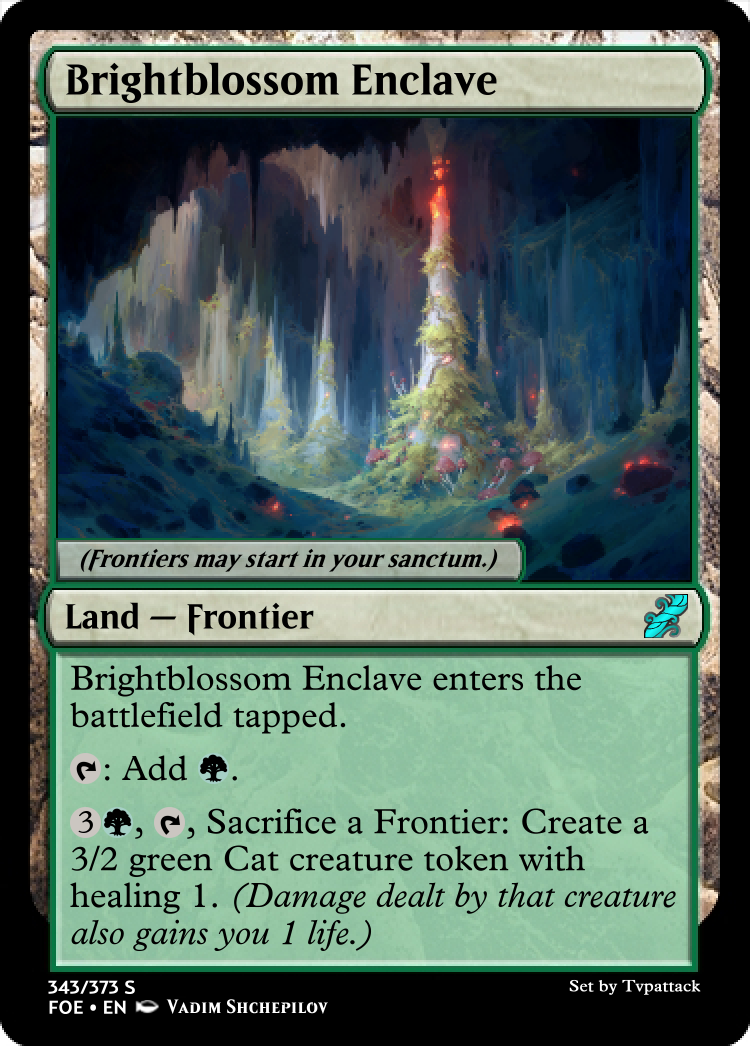 Brightblossom Enclave
(Frontiers may start in your sanctum.)
Land — Frontier
Brightblossom Enclave enters the
battlefield tapped.
: Add .
3, , Sacrifice a Frontier: Create a
3/2 green Cat creature token with
healing 1. (Damage dealt by that creature
also gains you 1 life.)
343/373 S
Set by Tvpattack
FOE • EN Vadim Shchepilov